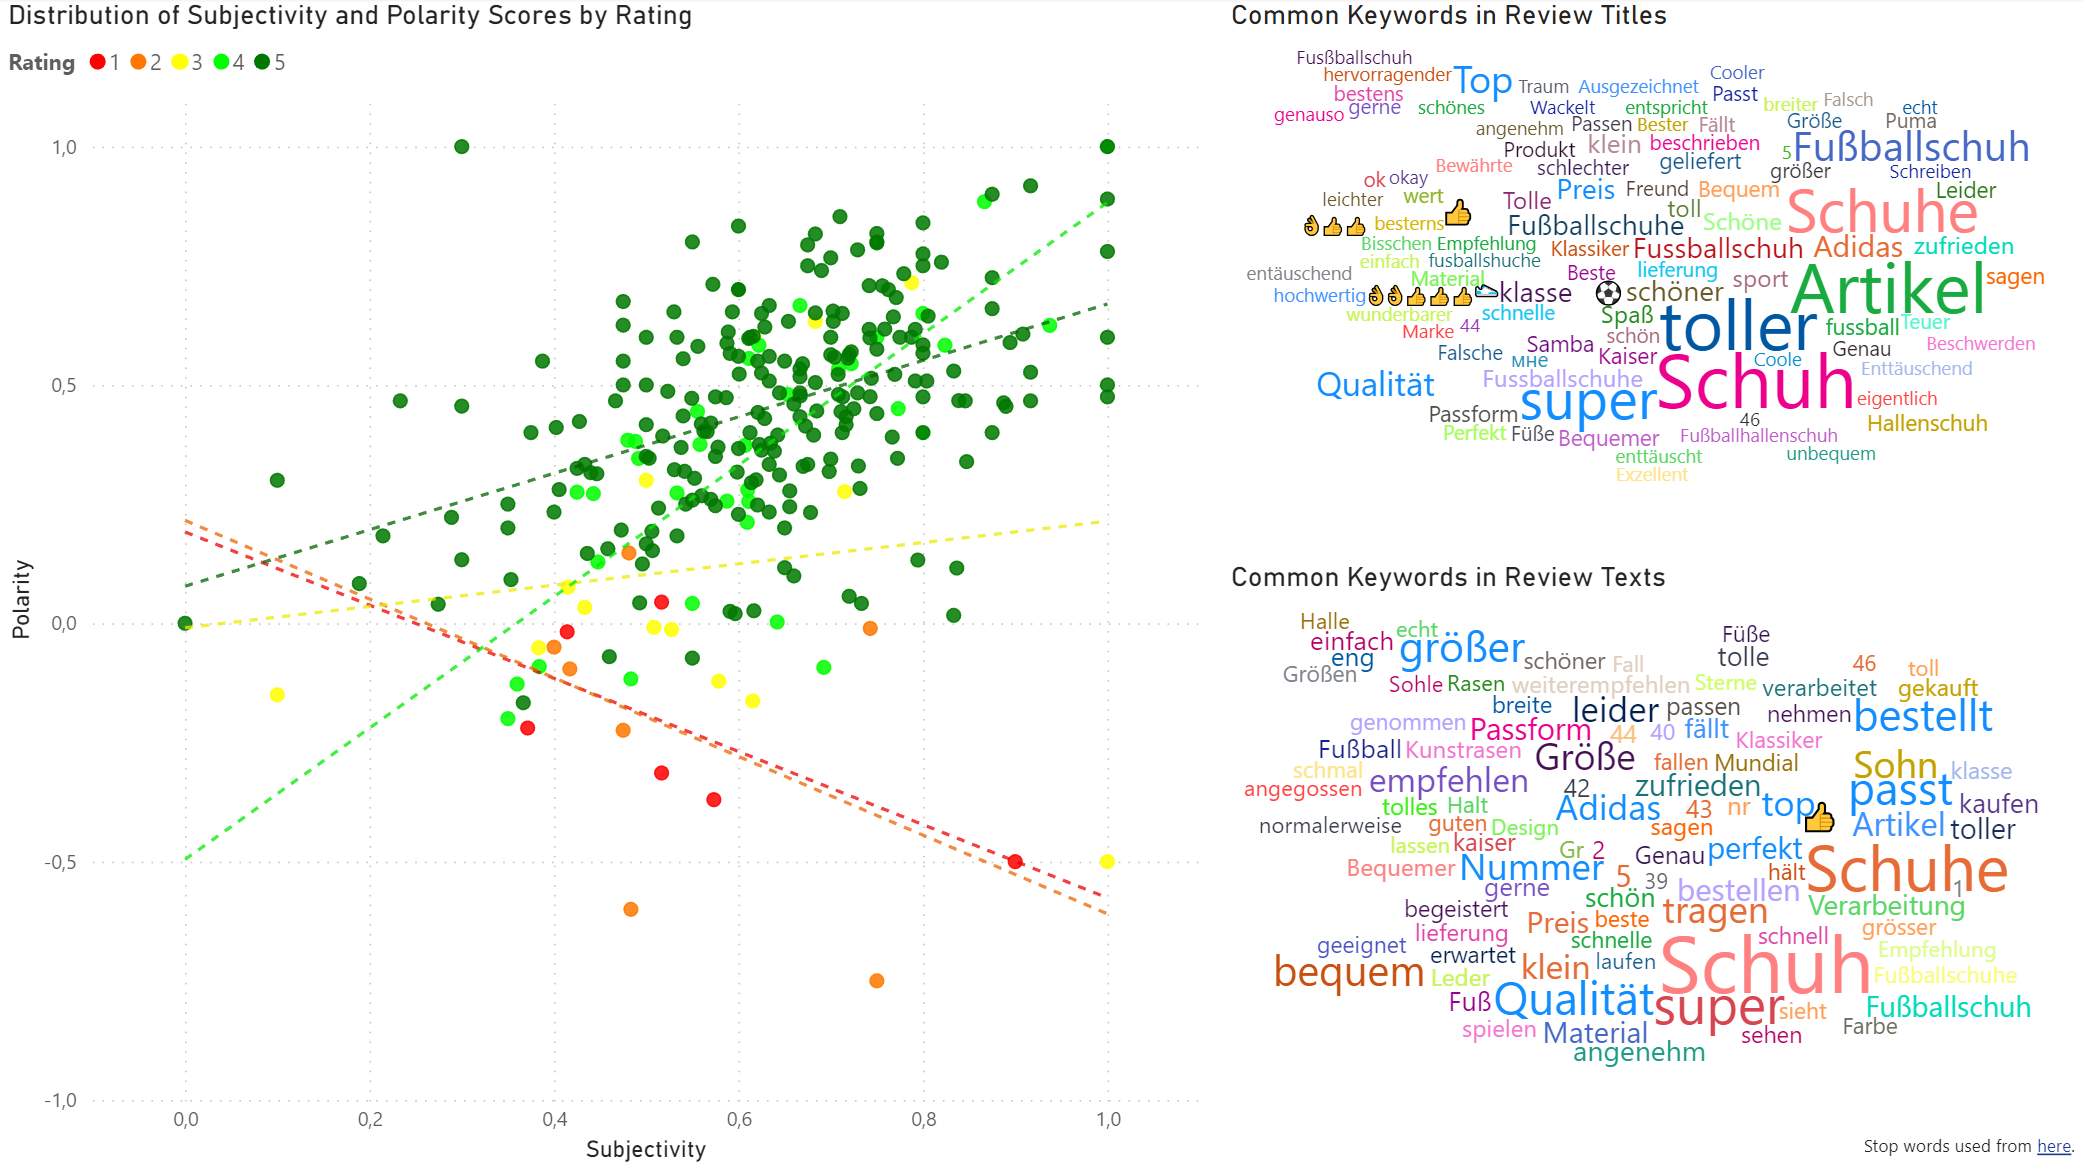 Distribution of Subjectivity and Polarity Scores by Rating
Rating 1 2 3 4 5
1,0
0,5
0,0
-0,5
-1,0
Polarity
0,0 0,2 0,4 0,6 0,8 1,0
Subjectivity
Common Keywords in Review Titles
Fusßballschuh
hervorragender Top Traum Ausgezeichnet Cooler
bestens Passt
genauso gerne schönes Wackelt entspricht breiter Falsch echt
angenehm Passen Bester Fällt Größe Puma
Produkt klein beschrieben 5 Fußballschuh
Bewährte schlechter geliefert größer Schreiben
ok okay
leichter wert Tolle Preis Freund Bequem Schuhe Leider
👌👍👍 besterns 👍 Fußballschuhe toll Schöne
Bisschen Empfehlung Klassiker Fussballschuh Adidas zufrieden
einfach fusballshuche
entäuschend Material Beste lieferung sport Artikel sagen
hochwertig 👌👌👍👍👍 👟 klasse ⚽ schöner
wunderbarer schnelle Spaß toller fussball Teuer
Marke 44 schön
Samba Genau Beschwerden
Falsche MHe Kaiser Coole
Enttäuschend
Qualität Fussballschuhe Schuh
super eigentlich
Passform 46 Hallenschuh
Perfekt Füße Bequemer Fußballhallenschuh
enttäuscht unbequem
Exzellent
Common Keywords in Review Texts
Halle
einfach echt größer Füße
eng schöner Fall tolle 46 toll
Größen Sohle Rasen weiterempfehlen Sterne verarbeitet gekauft
breite leider passen nehmen bestellt
genommen Passform 44 40 fällt Klassiker
Fußball Kunstrasen Größe fallen Mundial Sohn klasse
schmal
angegossen empfehlen 42 zufrieden passt
tolles Halt Adidas 43 nr top 👍 kaufen
normalerweise guten Design sagen Artikel toller
lassen kaiser Gr 2 Genau perfekt
Bequemer Nummer 5 39 hält Schuhe 1
gerne schön bestellen
begeistert Preis beste tragen Verarbeitung
lieferung schnelle schnell grösser
geeignet erwartet Empfehlung
bequem Leder klein laufen Schuh Fußballschuhe
Fuß Qualität super sieht Fußballschuh
spielen Material sehen Farbe
angenehm
Stop words used from here.